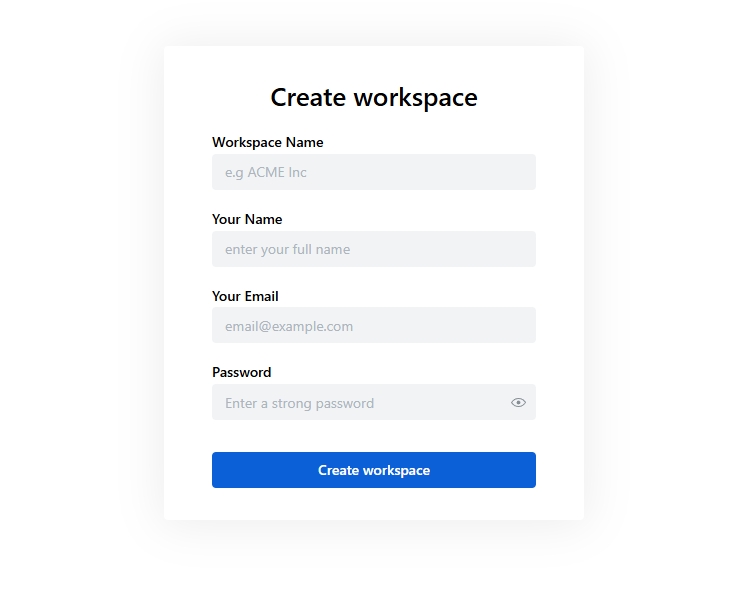 Create workspace
Workspace Name
e.g ACME Inc
Your Name
enter your full name
Your Email
email@example.com
Password
Enter a strong password
Create workspace